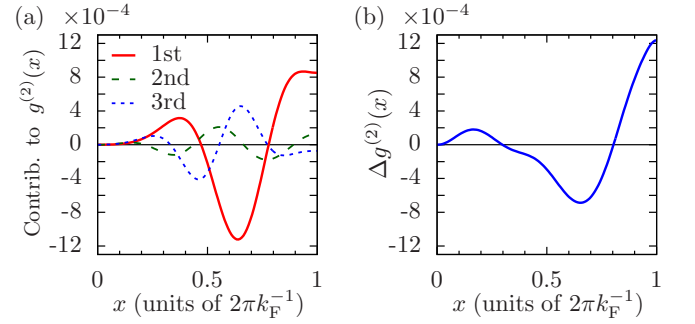 (a) ×10⁻⁴
Contrib. to g⁽²⁾(x)
12
8
4
0
-4
-8
-12
1st
2nd
3rd
0 0.5 1
x (units of 2πk_F⁻¹)
(b) ×10⁻⁴
Δg⁽²⁾(x)
12
8
4
0
-4
-8
-12
0 0.5 1
x (units of 2πk_F⁻¹)